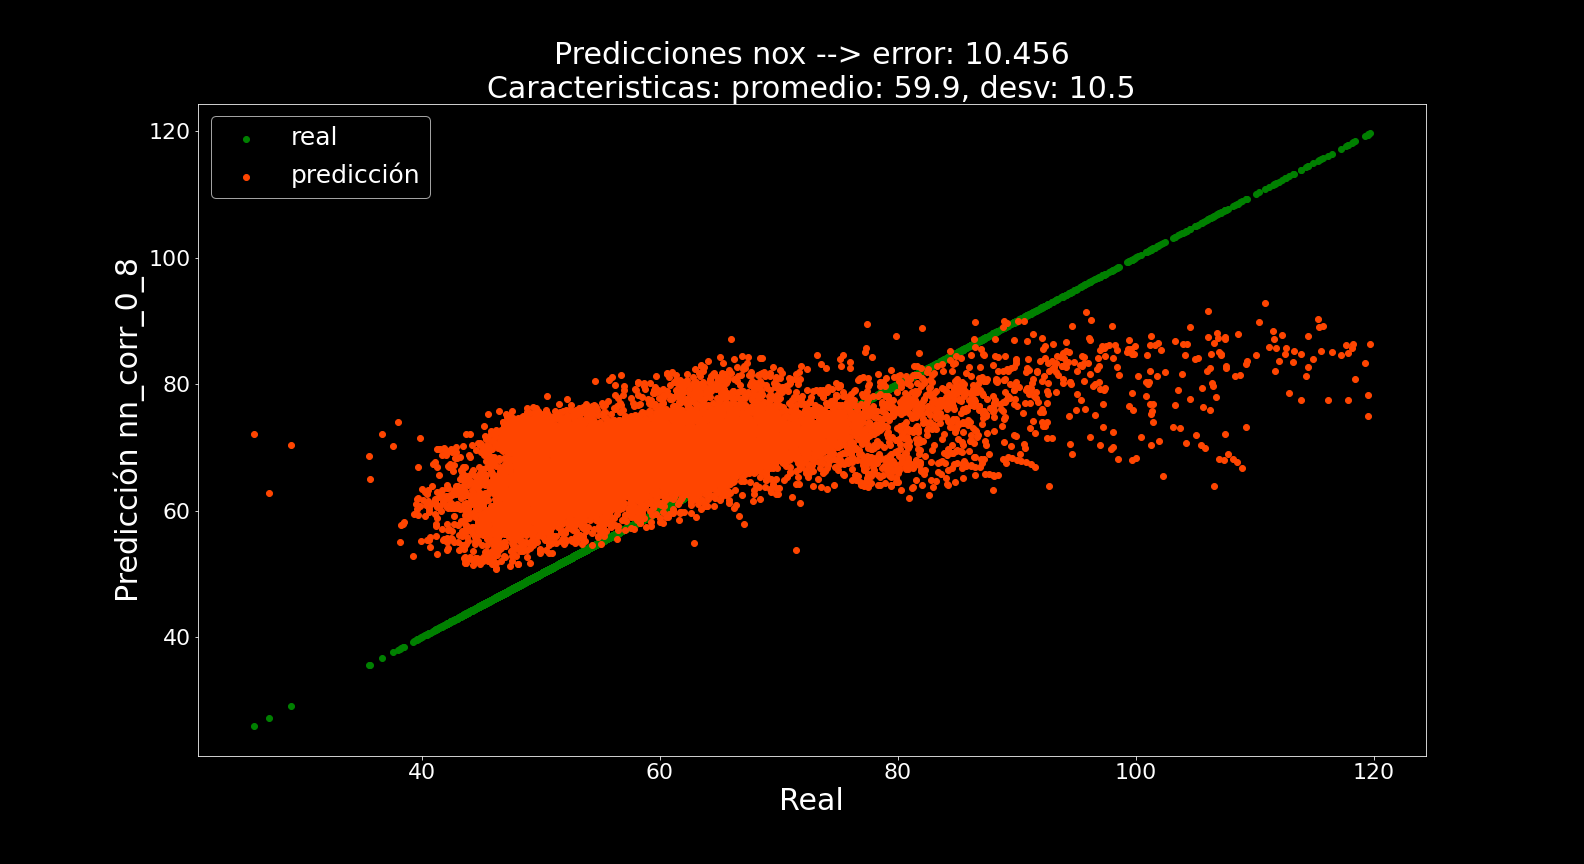 Predicciones nox --> error: 10.456
Caracteristicas: promedio: 59.9, desv: 10.5
real
predicción
120
100
80
60
40
Predicción nn_corr_0_8
40 60 80 100 120
Real